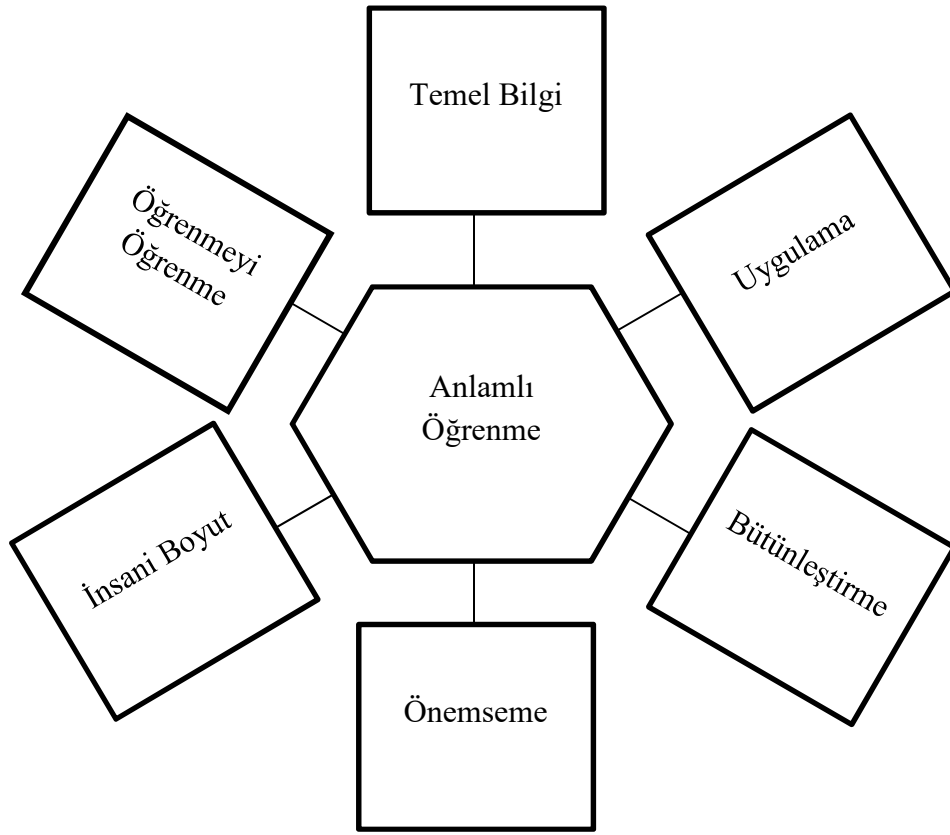 Temel Bilgi
Öğrenmeyi
Öğrenme
Uygulama
Anlamlı
Öğrenme
İnsani Boyut
Bütünleştirme
Önemseme